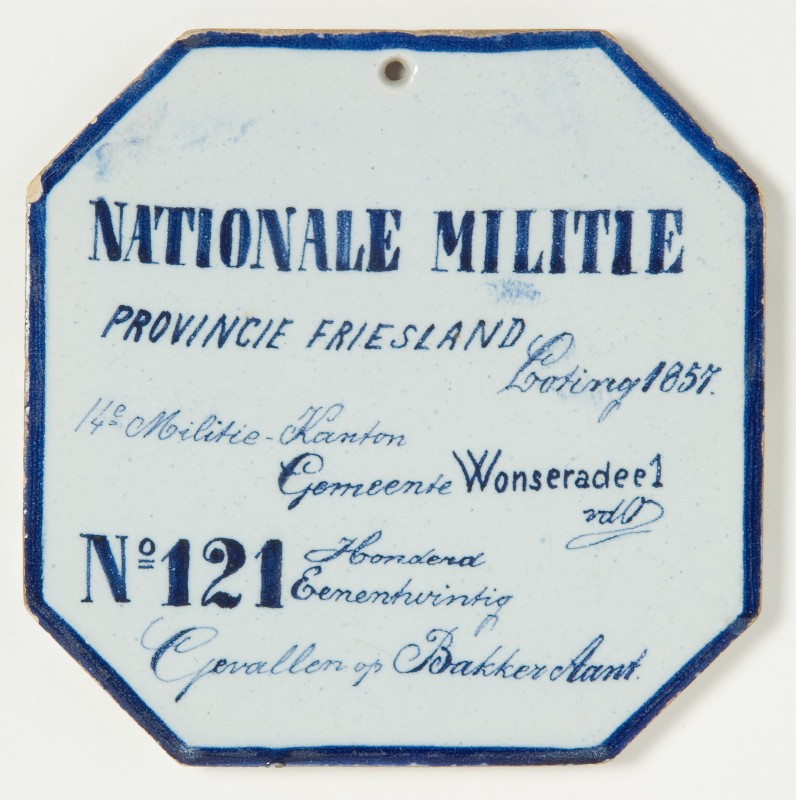 NATIONALE MILITIE
PROVINCIE FRIESLAND
Loting 1857.
14e Militie-Kanton
Gemeente Wonseradeel
vdO
No 121 Honderd
Eenentwintig
Gevallen op Bakker Aant.